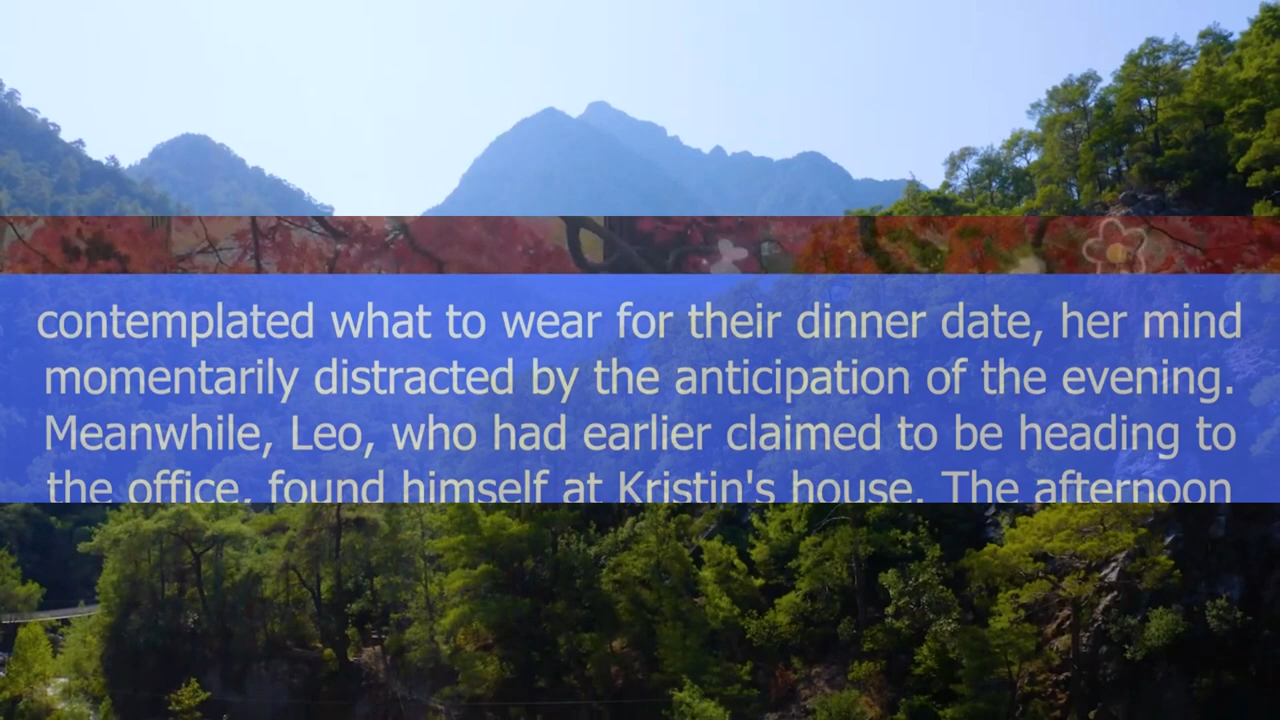 contemplated what to wear for their dinner date, her mind
momentarily distracted by the anticipation of the evening.
Meanwhile, Leo, who had earlier claimed to be heading to
the office, found himself at Kristin's house. The afternoon